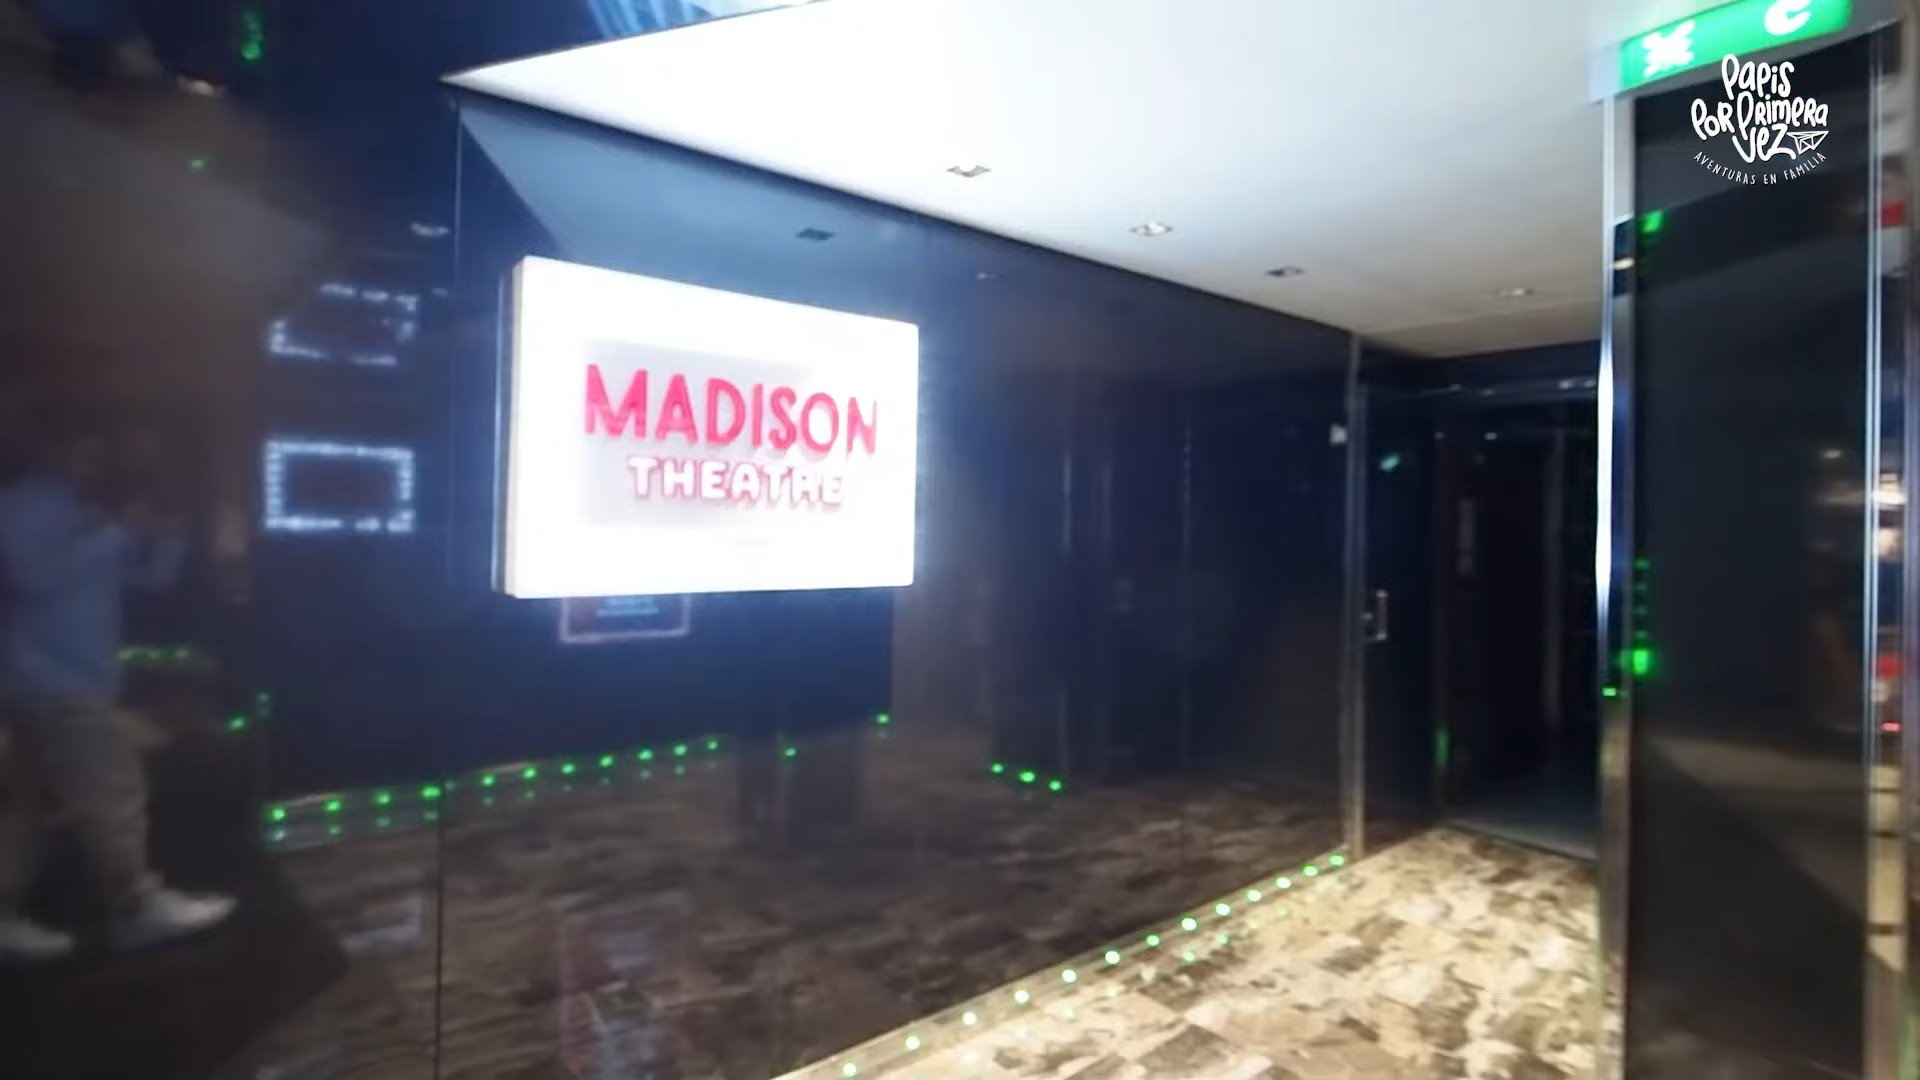 MADISON
THEATRE
Papis
Por Primera
Vez
AVENTURAS EN FAMILIA